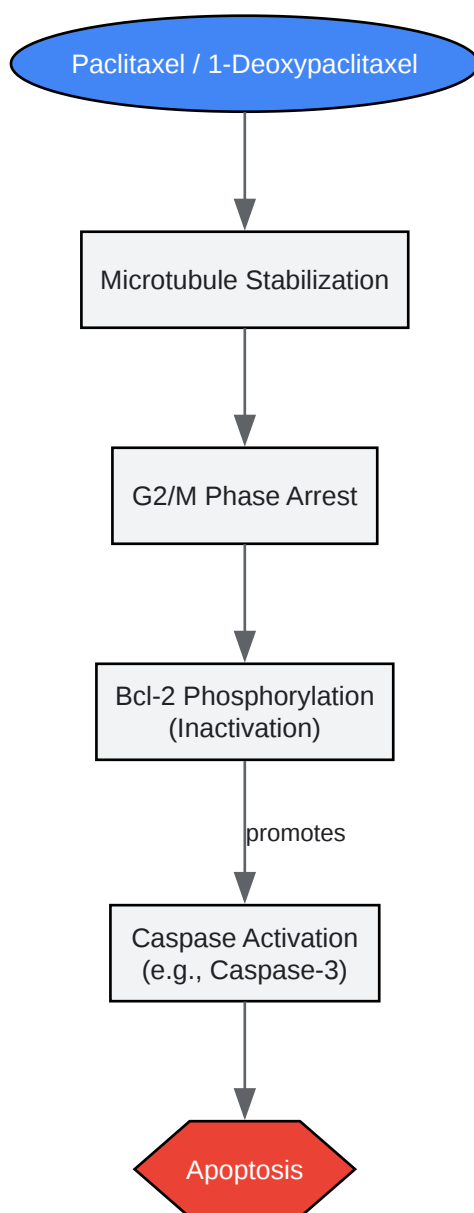 Paclitaxel / 1-Deoxypaclitaxel
Microtubule Stabilization
G2/M Phase Arrest
Bcl-2 Phosphorylation
(Inactivation)
promotes
Caspase Activation
(e.g., Caspase-3)
Apoptosis